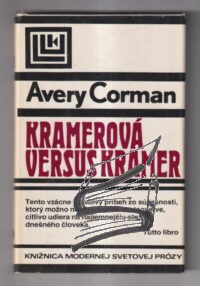 Avery Corman
KRAMEROVÁ
VERSUS KRAMER
Tento vzácne príbeh zo súčasnosti,
ktorý možno
citlivo udiera na
dnešného človeka.
Tutto libro
KNIŽNICA MODERNEJ SVETOVEJ PRÓZY